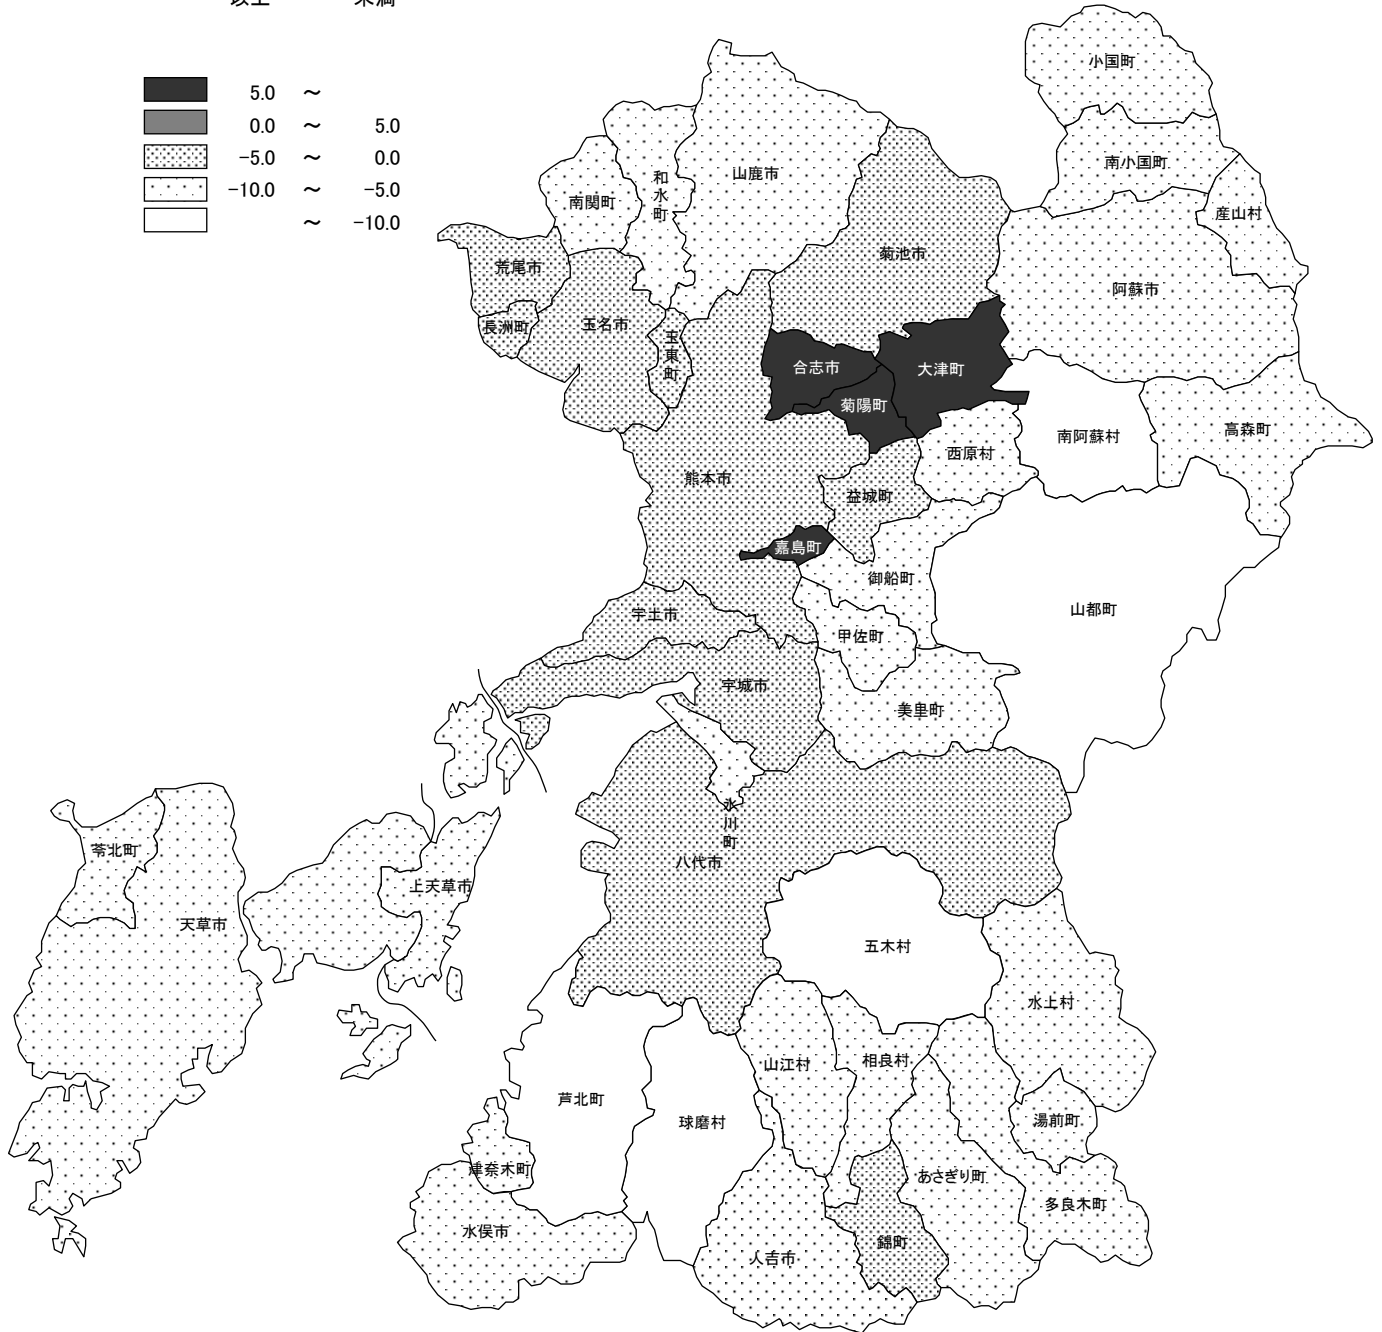 以上 未満
5.0 ～
0.0 ～ 5.0
-5.0 ～ 0.0
-10.0 ～ -5.0
～ -10.0
小国町
南小国町
産山村
山鹿市
和水町
南関町
菊池市
阿蘇市
荒尾市
長洲町
玉名市
玉東町
合志市
大津町
菊陽町
南阿蘇村
高森町
西原村
熊本市
益城町
嘉島町
御船町
山都町
宇土市
甲佐町
宇城市
美里町
氷川町
八代市
苓北町
上天草市
天草市
五木村
水上村
山江村
相良村
芦北町
球磨村
湯前町
津奈木町
あさぎり町
多良木町
水俣市
錦町
人吉市